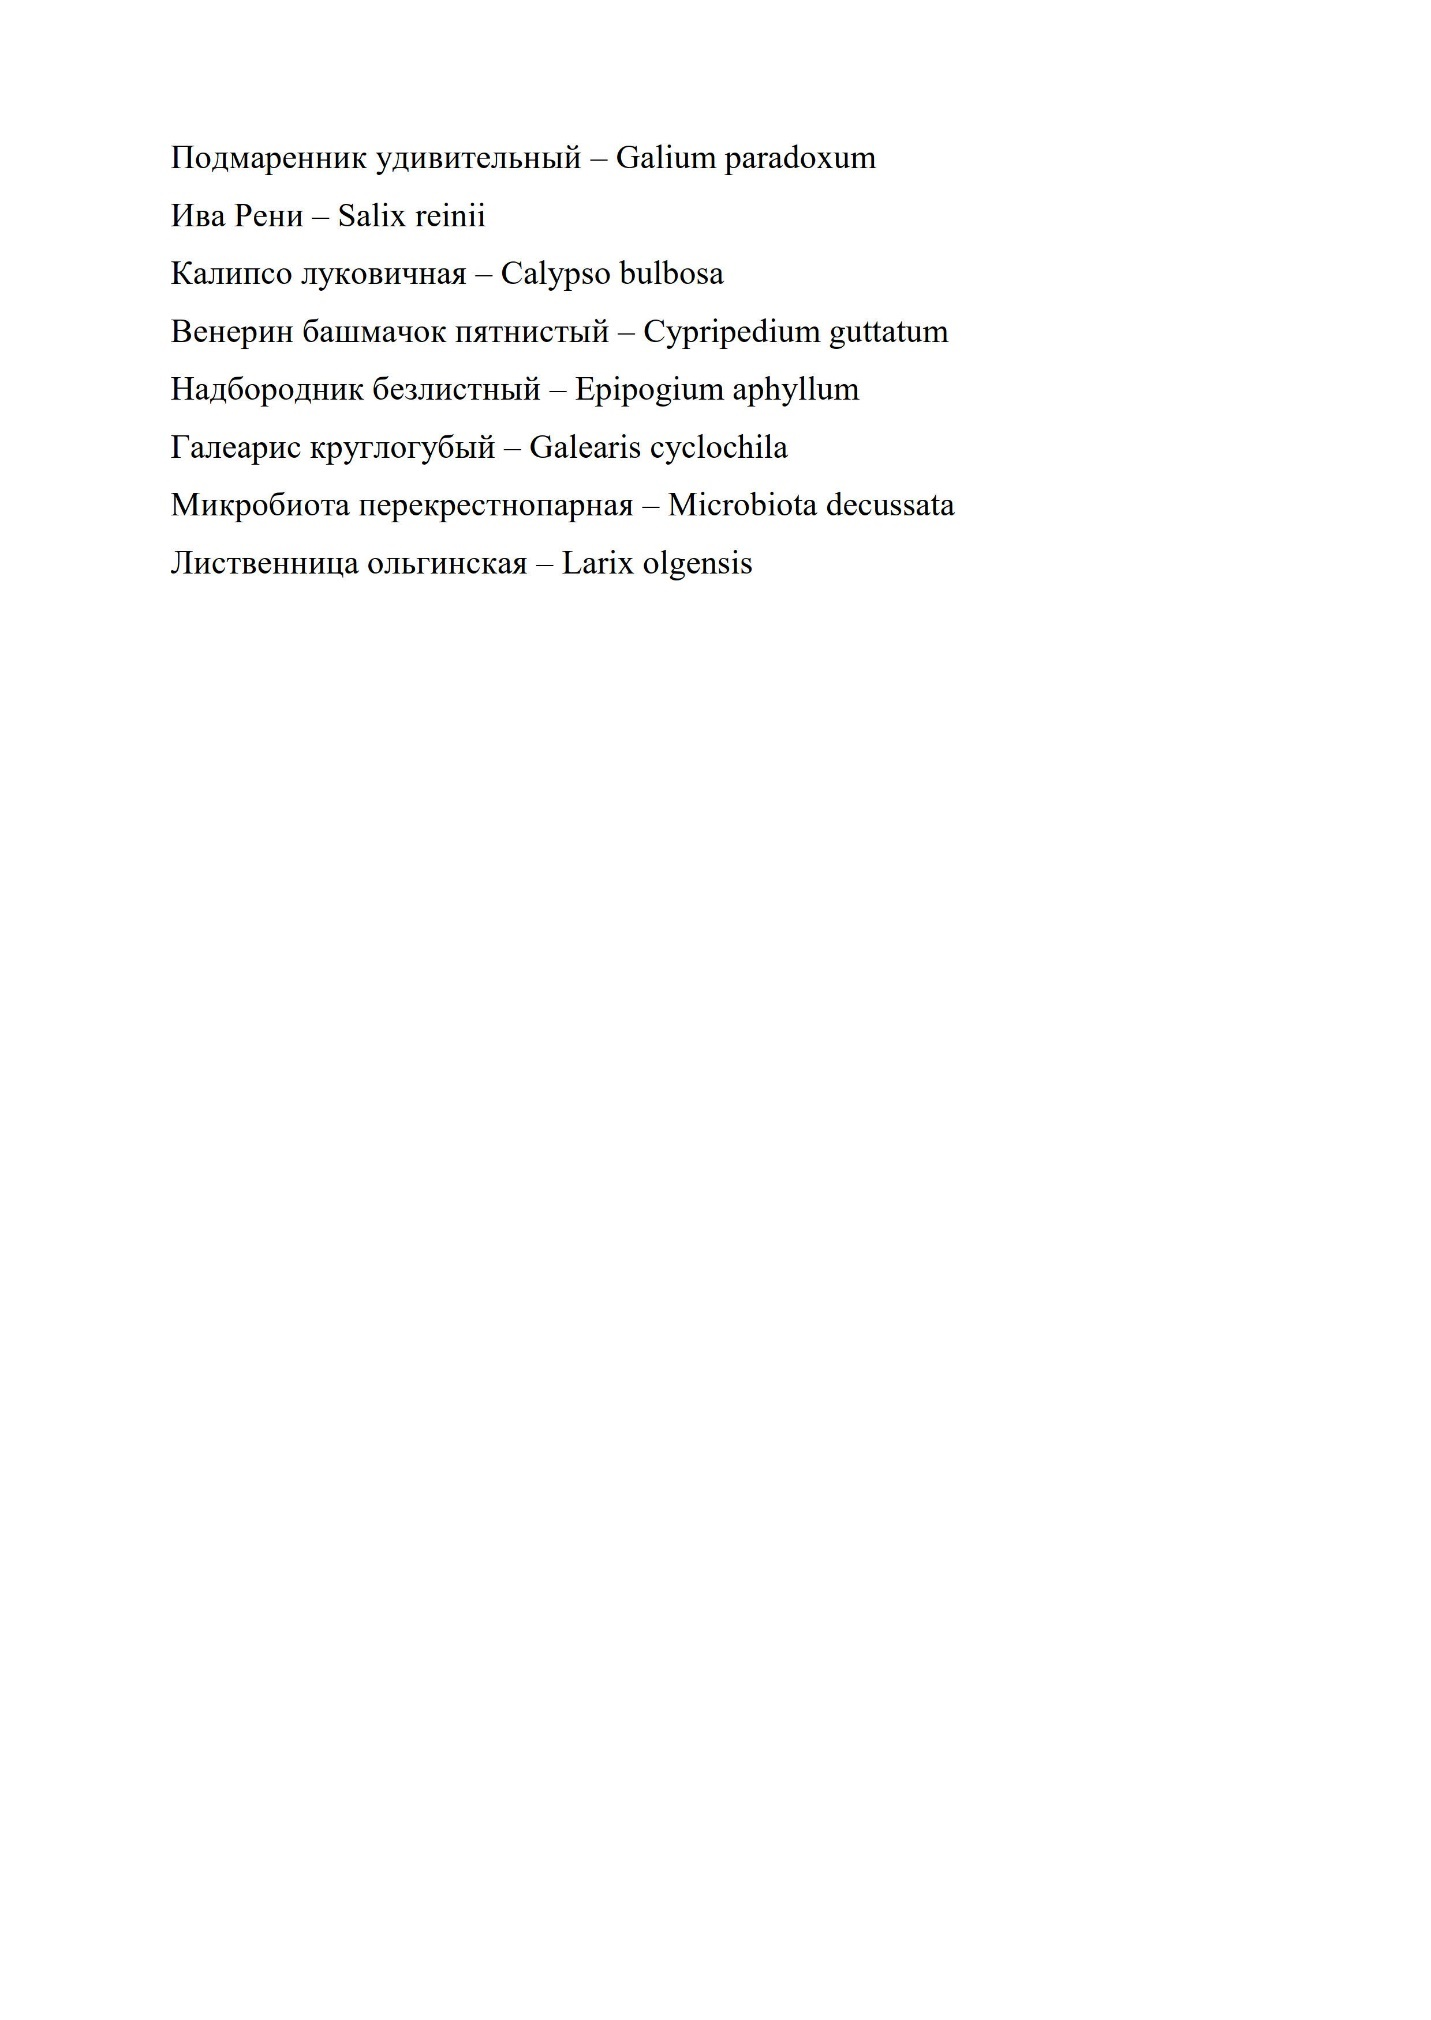 Подмаренник удивительный – Galium paradoxum
Ива Рени – Salix reinii
Калипсо луковичная – Calypso bulbosa
Венерин башмачок пятнистый – Cypripedium guttatum
Надбородник безлистный – Epipogium aphyllum
Галеарис круглогубый – Galearis cyclochila
Микробиота перекрестнопарная – Microbiota decussata
Лиственница ольгинская – Larix olgensis